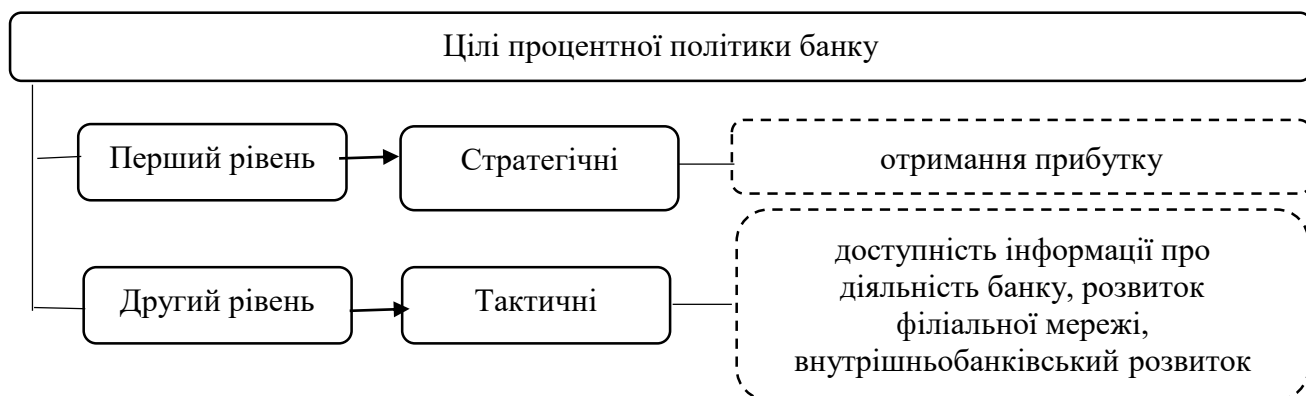 Цілі процентної політики банку
Перший рівень
Стратегічні
отримання прибутку
Другий рівень
Тактичні
доступність інформації про
діяльність банку, розвиток
філіальної мережі,
внутрішньобанківський розвиток